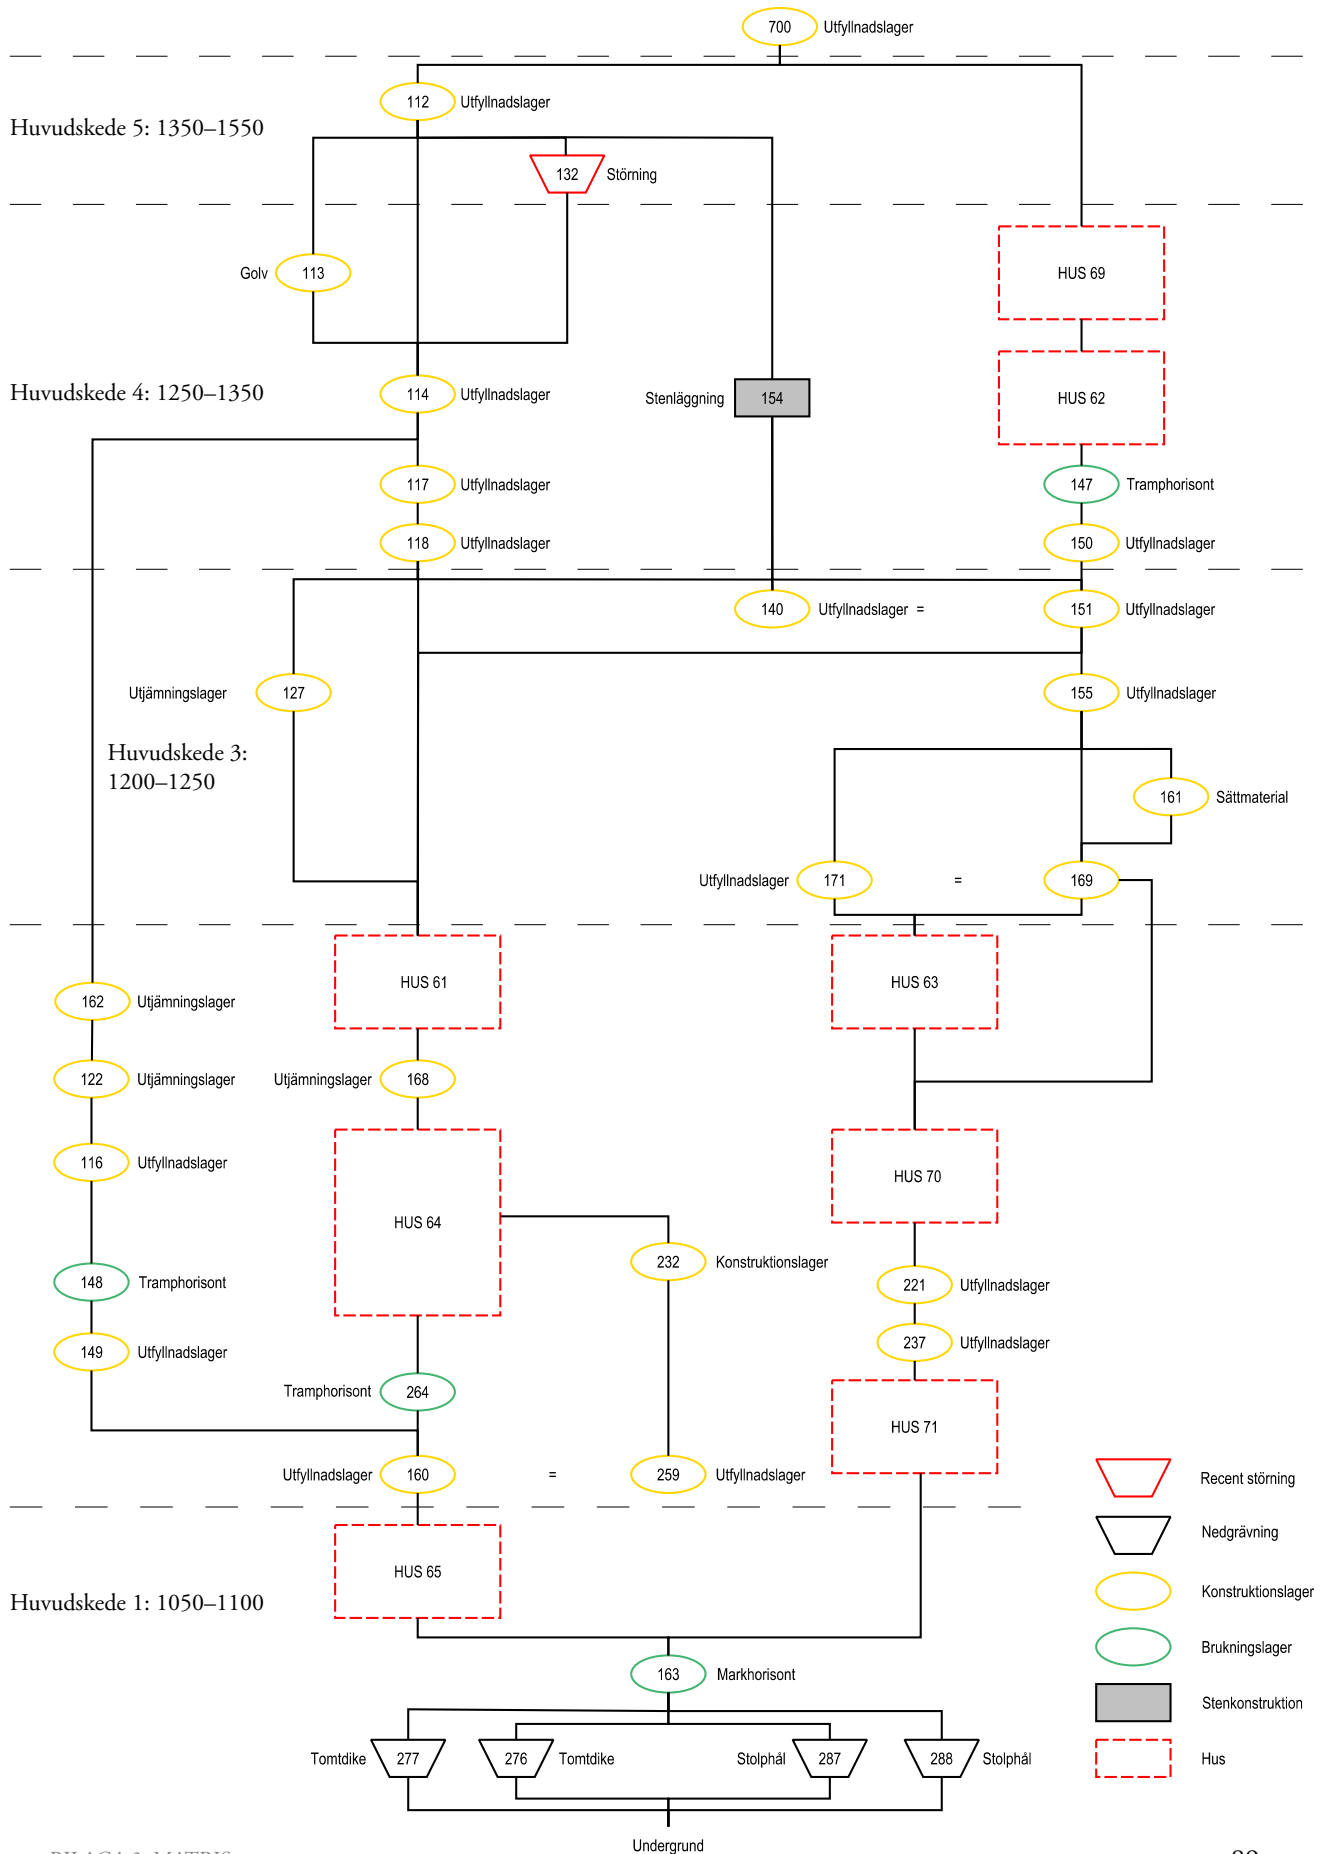 700 Utfyllnadslager
112 Utfyllnadslager
Huvudskede 5: 1350–1550
132 Störning
Golv 113
HUS 69
Huvudskede 4: 1250–1350
114 Utfyllnadslager
Stenläggning 154
HUS 62
117 Utfyllnadslager
147 Tramphorisont
118 Utfyllnadslager
150 Utfyllnadslager
140 Utfyllnadslager =
151 Utfyllnadslager
Utjämningslager 127
155 Utfyllnadslager
Huvudskede 3:
1200–1250
161 Sättmaterial
Utfyllnadslager 171 = 169
HUS 61
HUS 63
162 Utjämningslager
122 Utjämningslager
Utjämningslager 168
116 Utfyllnadslager
HUS 70
HUS 64
232 Konstruktionslager
148 Tramphorisont
221 Utfyllnadslager
237 Utfyllnadslager
149 Utfyllnadslager
Tramphorisont 264
HUS 71
Utfyllnadslager 160 = 259 Utfyllnadslager
Recent störning
Nedgrävning
HUS 65
Konstruktionslager
Huvudskede 1: 1050–1100
Brukningslager
163 Markhorisont
Stenkonstruktion
Tomtdike 277
276 Tomtdike
Stolphål 287
288 Stolphål
Hus
Undergrund